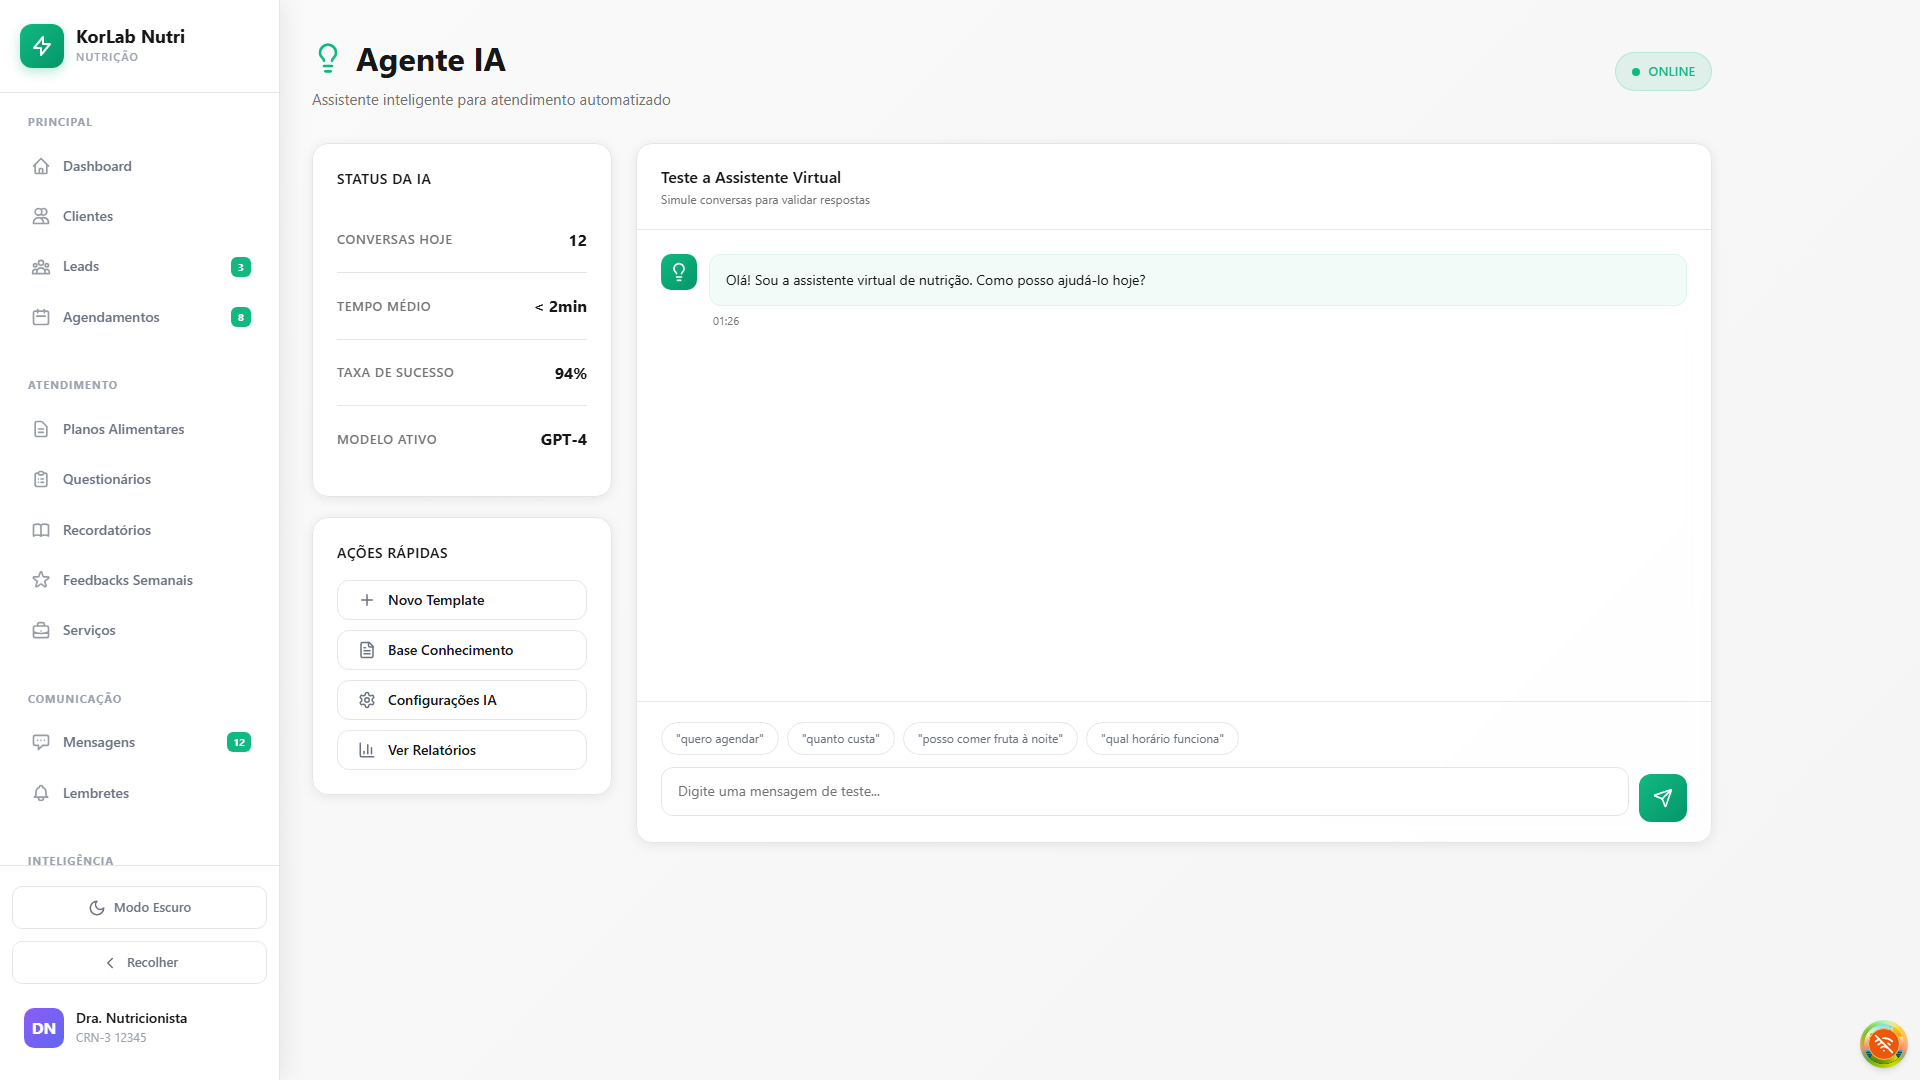 KorLab Nutri
NUTRIÇÃO
PRINCIPAL
Dashboard
Clientes
Leads
3
Agendamentos
8
ATENDIMENTO
Planos Alimentares
Questionários
Recordatórios
Feedbacks Semanais
Serviços
COMUNICAÇÃO
Mensagens
12
Lembretes
INTELIGÊNCIA
Modo Escuro
Recolher
DN
Dra. Nutricionista
CRN-3 12345
Agente IA
Assistente inteligente para atendimento automatizado
ONLINE
STATUS DA IA
CONVERSAS HOJE
12
TEMPO MÉDIO
< 2min
TAXA DE SUCESSO
94%
MODELO ATIVO
GPT-4
AÇÕES RÁPIDAS
Novo Template
Base Conhecimento
Configurações IA
Ver Relatórios
Teste a Assistente Virtual
Simule conversas para validar respostas
Olá! Sou a assistente virtual de nutrição. Como posso ajudá-lo hoje?
01:26
"quero agendar"
"quanto custa"
"posso comer fruta à noite"
"qual horário funciona"
Digite uma mensagem de teste...